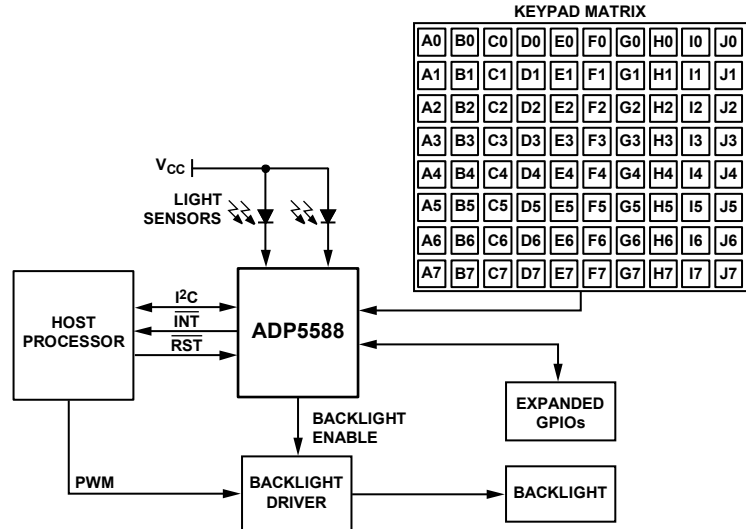 KEYPAD MATRIX
A0 B0 C0 D0 E0 F0 G0 H0 I0 J0
A1 B1 C1 D1 E1 F1 G1 H1 I1 J1
A2 B2 C2 D2 E2 F2 G2 H2 I2 J2
A3 B3 C3 D3 E3 F3 G3 H3 I3 J3
A4 B4 C4 D4 E4 F4 G4 H4 I4 J4
A5 B5 C5 D5 E5 F5 G5 H5 I5 J5
A6 B6 C6 D6 E6 F6 G6 H6 I6 J6
A7 B7 C7 D7 E7 F7 G7 H7 I7 J7
VCC
LIGHT
SENSORS
HOST
PROCESSOR
I²C
INT
RST
ADP5588
EXPANDED
GPIOs
BACKLIGHT
ENABLE
PWM
BACKLIGHT
DRIVER
BACKLIGHT